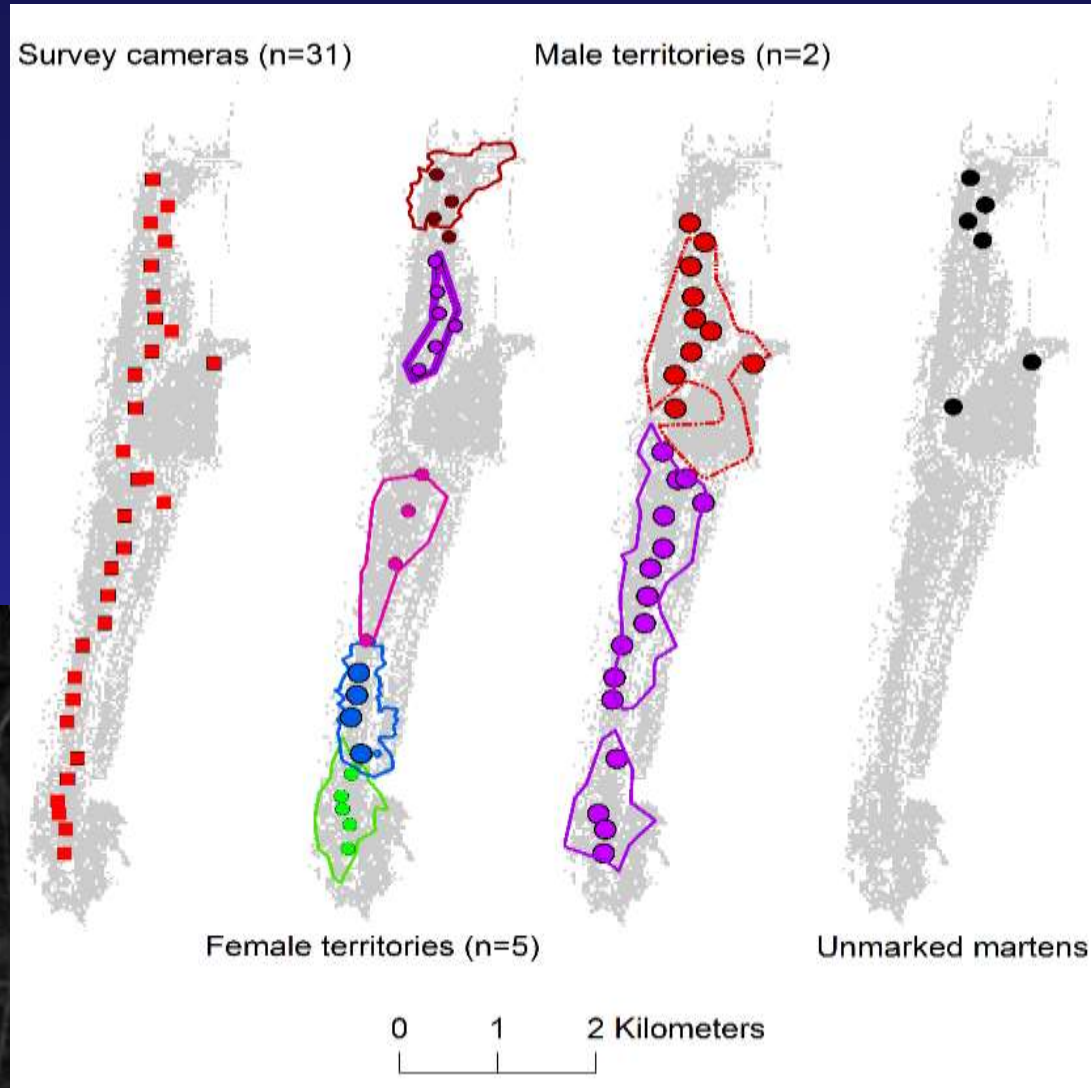 Survey cameras (n=31)
Male territories (n=2)
Female territories (n=5)
Unmarked martens
0 1 2 Kilometers